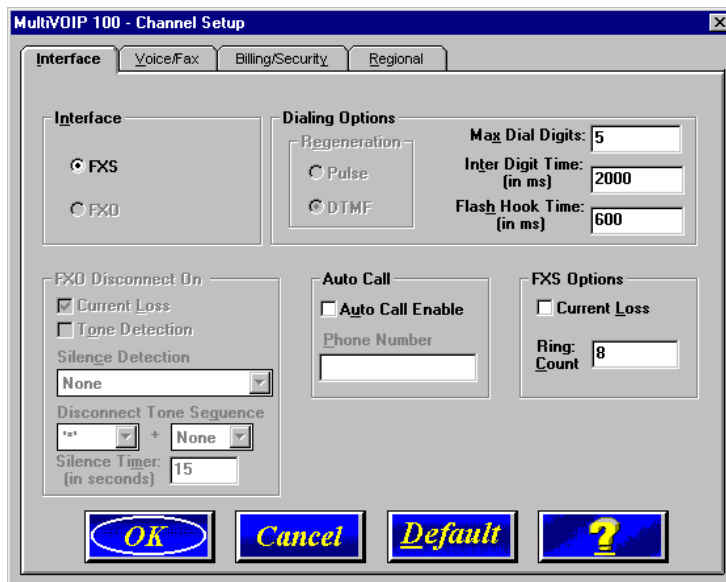 MultiVOIP 100 - Channel Setup
Interface
Voice/Fax
Billing/Security
Regional
Interface
FXS
FXO
Dialing Options
Regeneration
Pulse
DTMF
Max Dial Digits: 5
Inter Digit Time:
(in ms) 2000
Flash Hook Time:
(in ms) 600
FXO Disconnect On
Current Loss
Tone Detection
Silence Detection
None
Disconnect Tone Sequence
'*' + None
Silence Timer:
(in seconds) 15
Auto Call
Auto Call Enable
Phone Number
FXS Options
Current Loss
Ring:
Count 8
OK
Cancel
Default
?